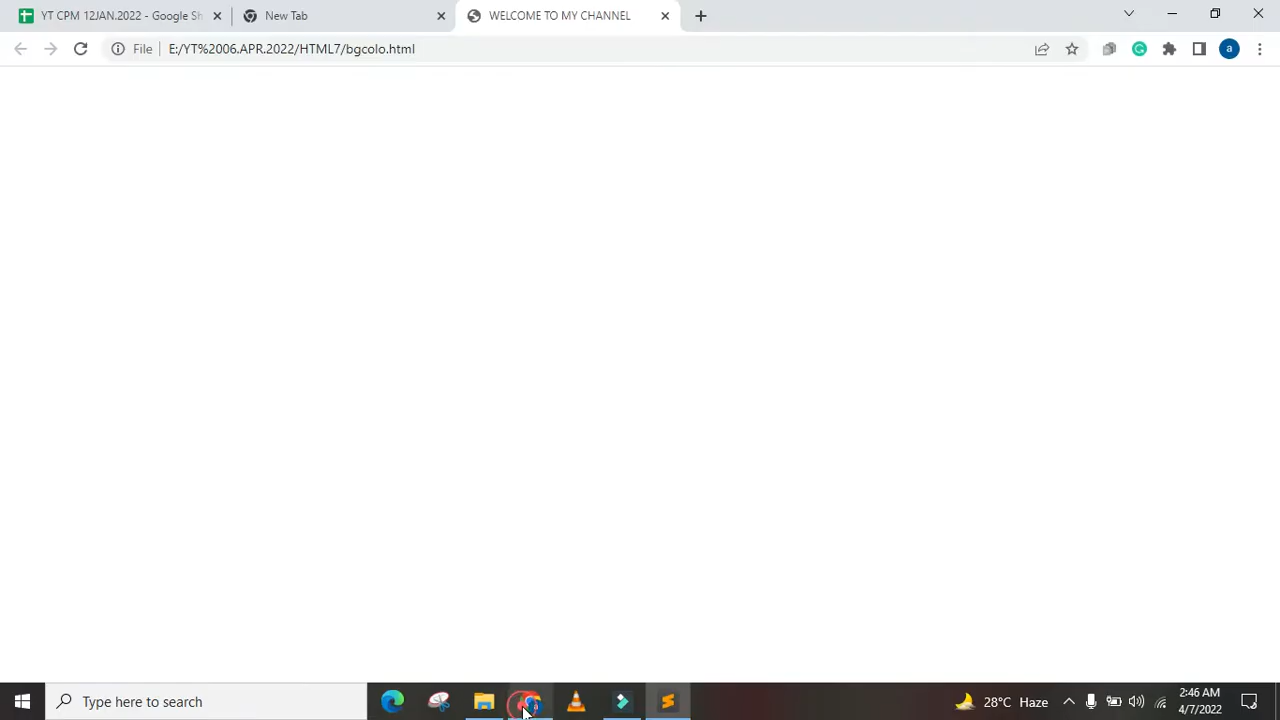 YT CPM 12JAN.2022 - Google Sh
New Tab
WELCOME TO MY CHANNEL
File
E:/YT%2006.APR.2022/HTML7/bgcolo.html
a
Type here to search
28°C Haze
2:46 AM
4/7/2022